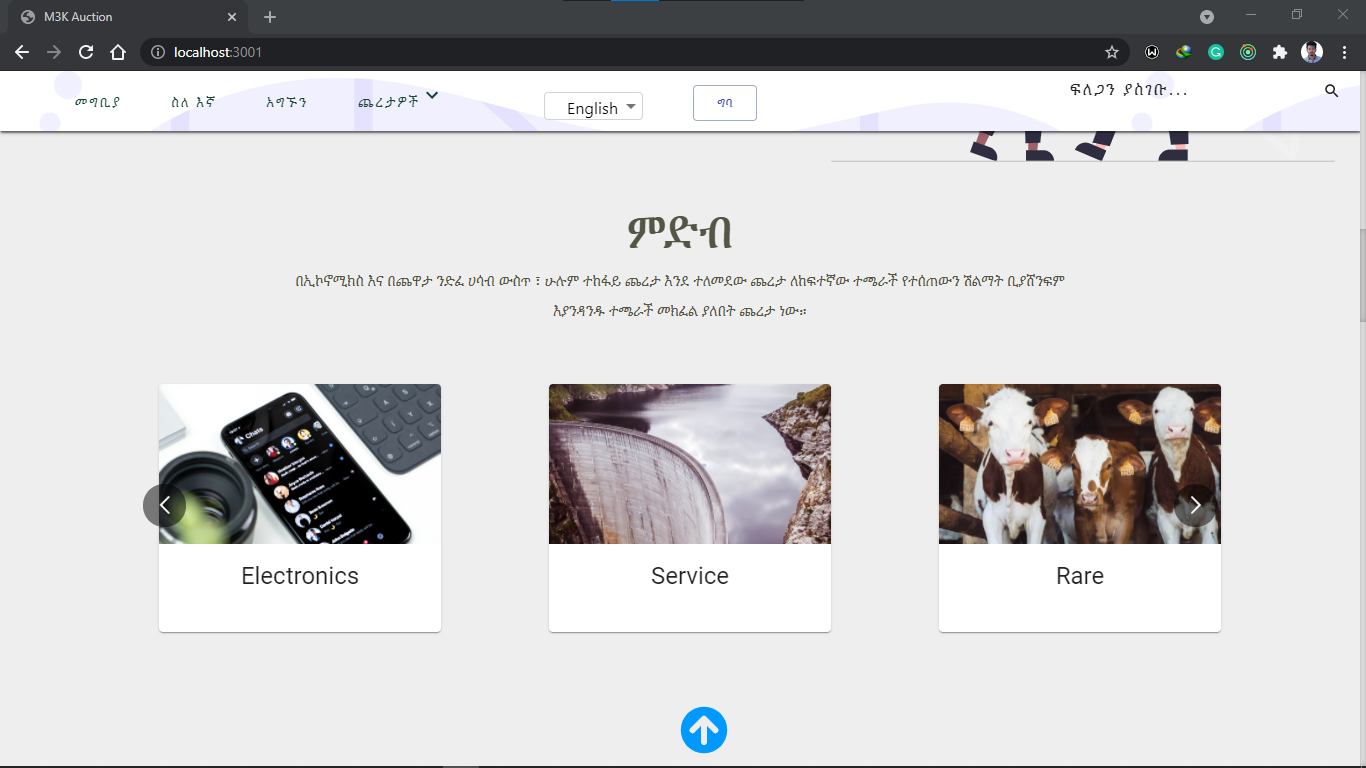 M3K Auction
localhost:3001
መግቢያ ስለ እኛ አግኙን ጨረታዎች English ግባ ፍለጋን ያስገቡ...
ምድብ
በኢኮኖሚክስ እና በጨዋታ ንድፈ ሀሳብ ውስጥ ፣ ሁሉም ተከፋይ ጨረታ እንደ ተለመደው ጨረታ ለከፍተኛው ተጫራች የተሰጠውን ሽልማት ቢያሸንፍም
እያንዳንዱ ተጫራች መክፈል ያለበት ጨረታ ነው።
Chats
Electronics
Service
Rare